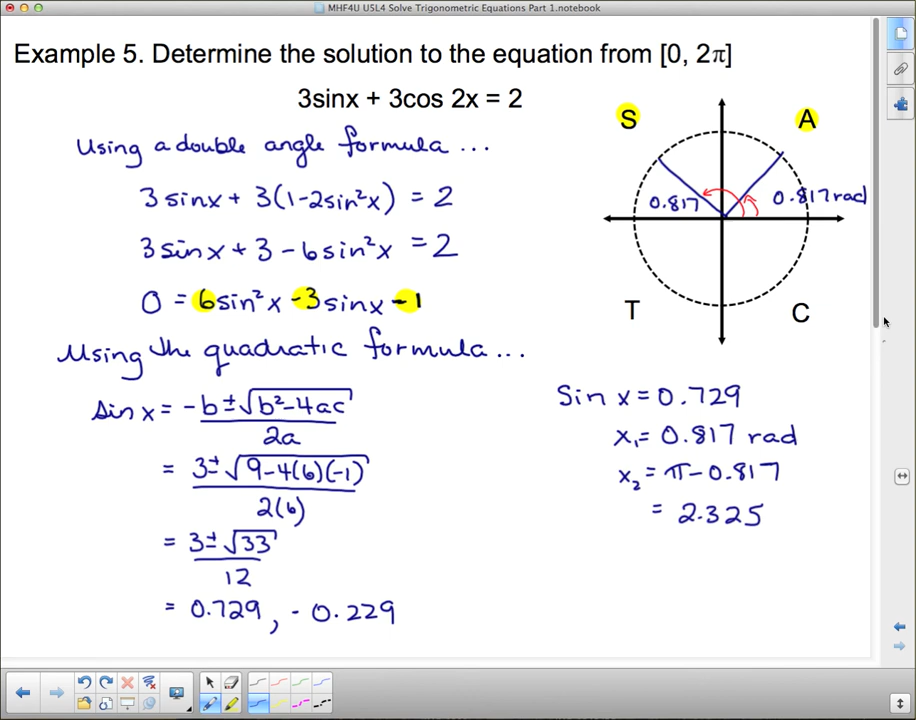 MHF4U U5L4 Solve Trigonometric Equations Part 1.notebook
Example 5. Determine the solution to the equation from [0, 2π]
3sinx + 3cos 2x = 2
Using a double angle formula ...
3 sinx + 3(1-2sin²x) = 2
3 sinx + 3 - 6sin²x = 2
0 = 6sin²x -3sinx -1
Using the quadratic formula ...
sin x = -b ± √b²-4ac
2a
= 3 ± √9-4(6)(-1)
2(6)
= 3 ± √33
12
= 0.729, -0.229
S
A
0.817
0.817 rad
T
C
Sin x = 0.729
x₁ = 0.817 rad
x₂ = π - 0.817
= 2.325